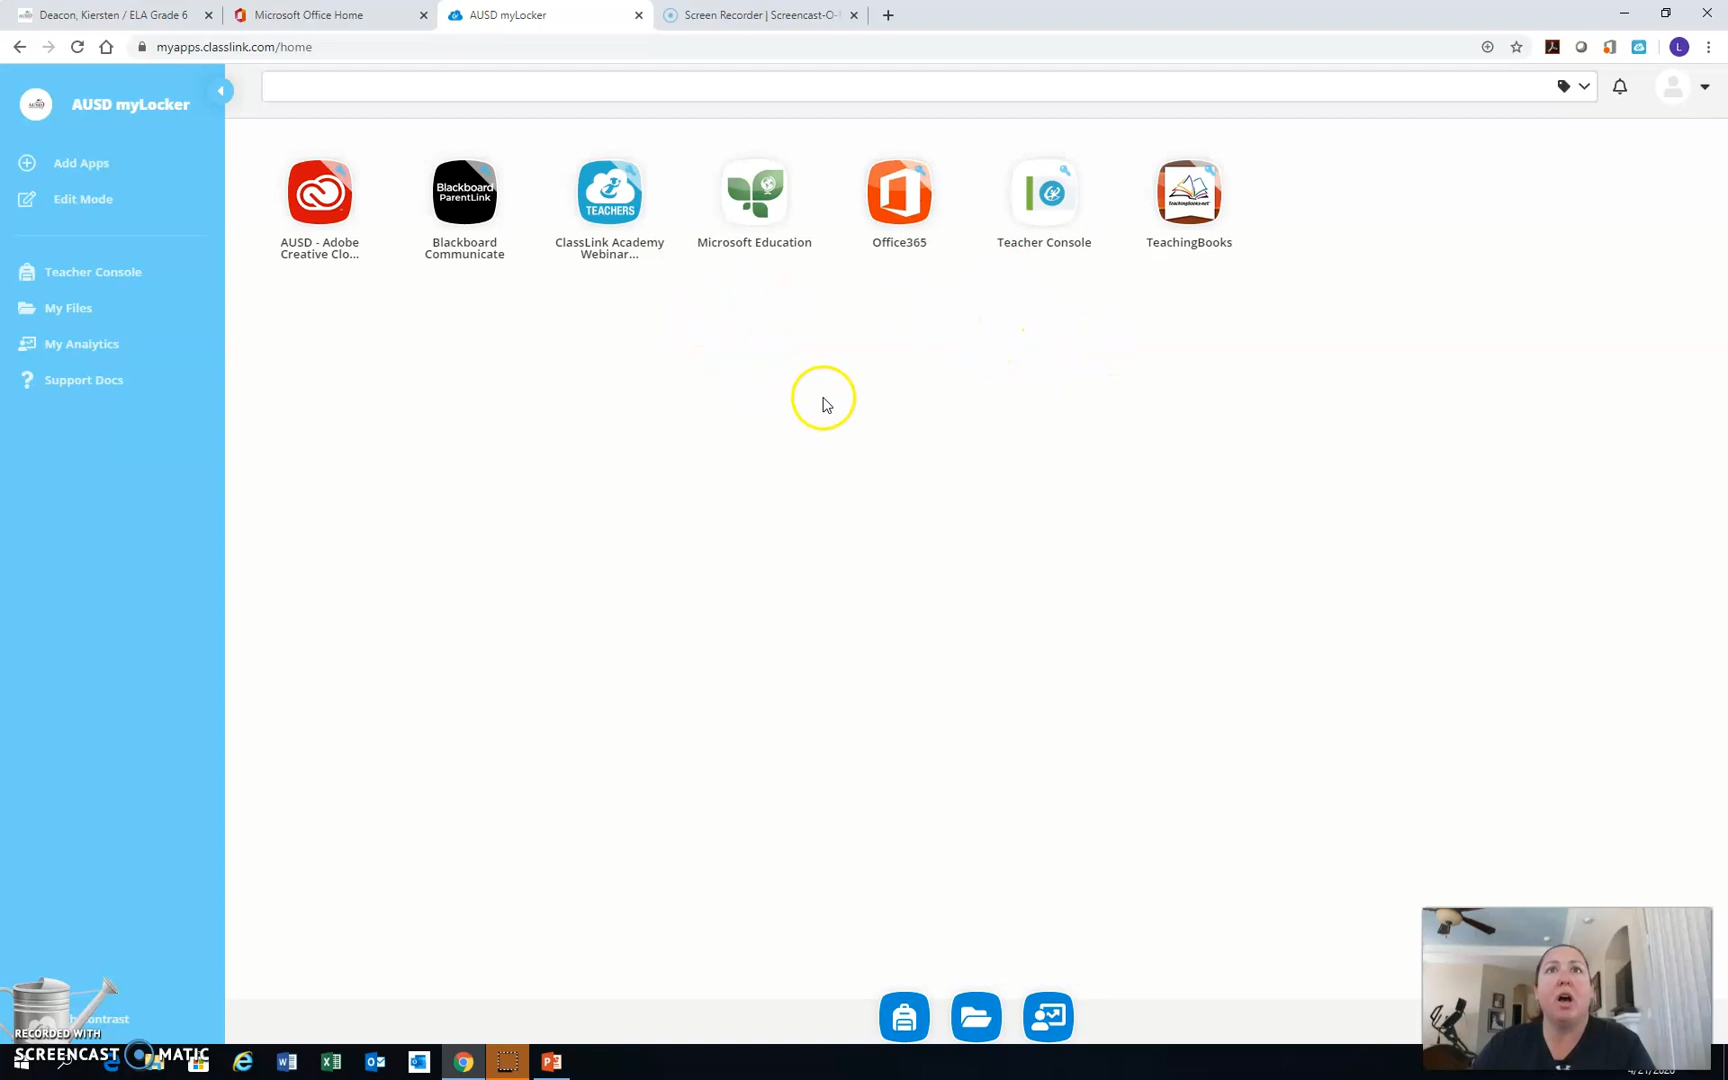 Deacon, Kiersten / ELA Grade 6
Microsoft Office Home
AUSD myLocker
Screen Recorder | Screencast-O-
myapps.classlink.com/home
L
AUSD myLocker
Add Apps
Edit Mode
Teacher Console
My Files
My Analytics
Support Docs
Blackboard
ParentLink
TEACHERS
TeachingBooks.net
AUSD - Adobe
Creative Clo...
Blackboard
Communicate
ClassLink Academy
Webinar...
Microsoft Education
Office365
Teacher Console
TeachingBooks
RECORDED WITH
SCREENCAST MATIC